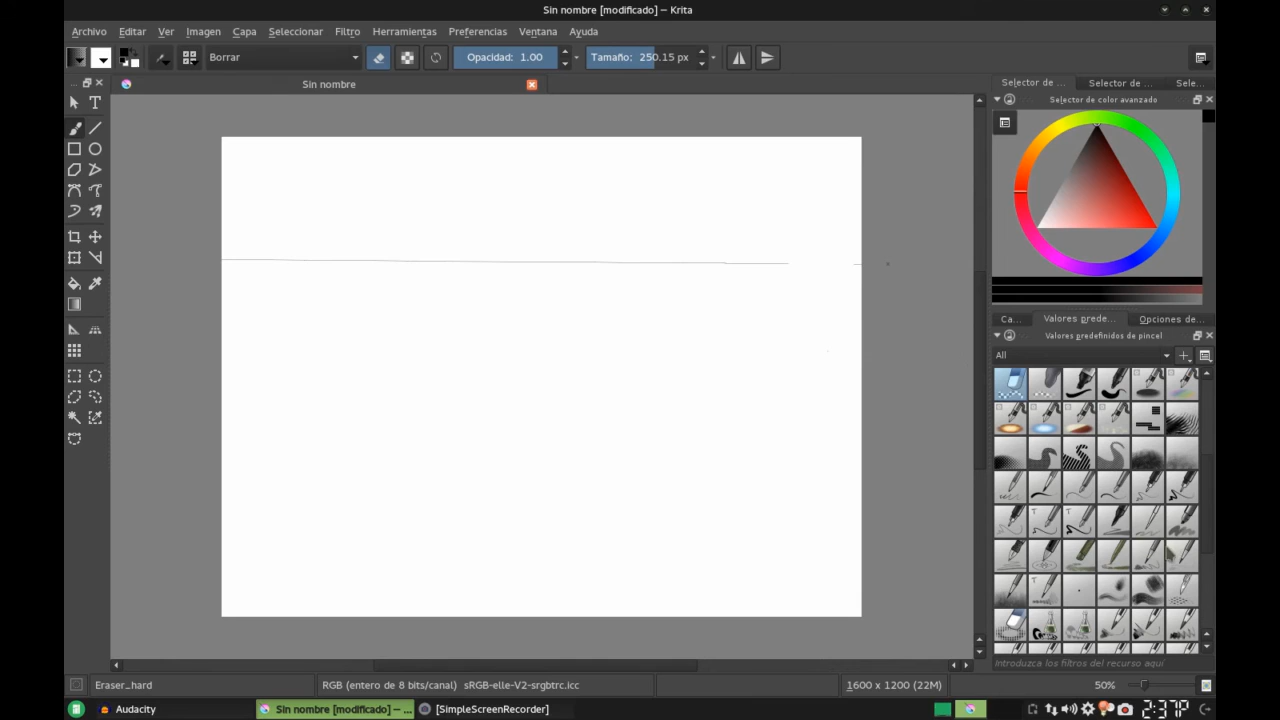 Sin nombre [modificado] — Krita
Archivo Editar Ver Imagen Capa Seleccionar Filtro Herramientas Preferencias Ventana Ayuda
Borrar Opacidad: 1.00 Tamaño: 250.15 px
Sin nombre
Selector de ... Selector de ... Sele...
Selector de color avanzado
T
Ca... Valores prede... Opciones de...
Valores predefinidos de pincel
All
T T
T
Introduzca los filtros del recurso aquí
Eraser_hard RGB (entero de 8 bits/canal) sRGB-elle-V2-srgbtrc.icc 1600 x 1200 (22M) 50%
Audacity Sin nombre [modificado] ... [SimpleScreenRecorder] 2:37P